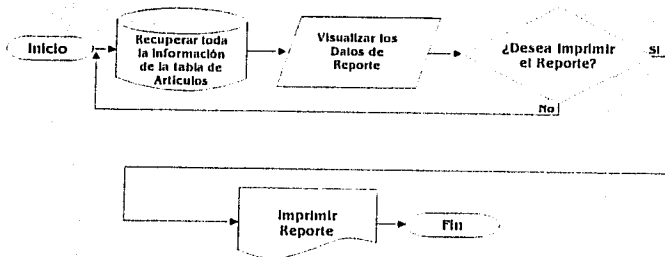 Inicio
Recuperar toda
la Información
de la tabla de
Artículos
Visualizar los
Datos de
Reporte
¿Desea Imprimir
el Reporte?
SI
No
Imprimir
Reporte
Fin